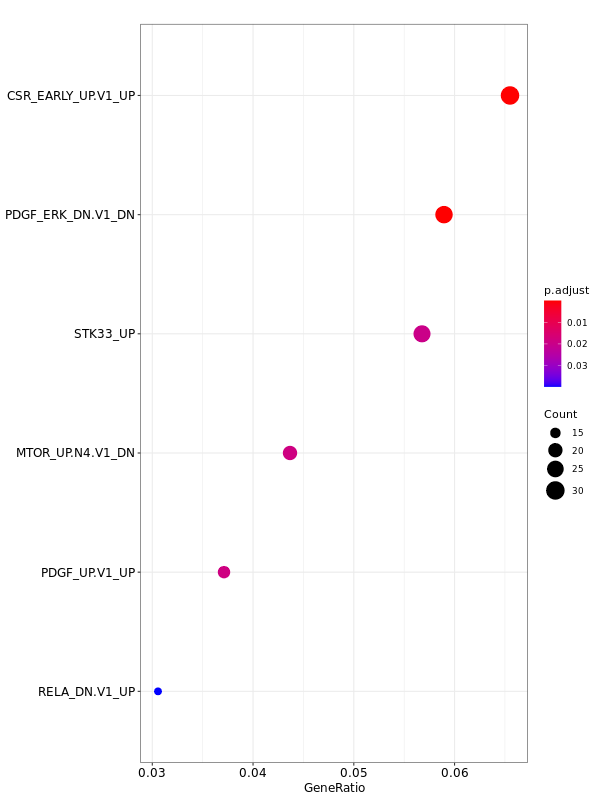 CSR_EARLY_UP.V1_UP
PDGF_ERK_DN.V1_DN
STK33_UP
MTOR_UP.N4.V1_DN
PDGF_UP.V1_UP
RELA_DN.V1_UP
0.03 0.04 0.05 0.06
GeneRatio
p.adjust
0.01
0.02
0.03
Count
15
20
25
30